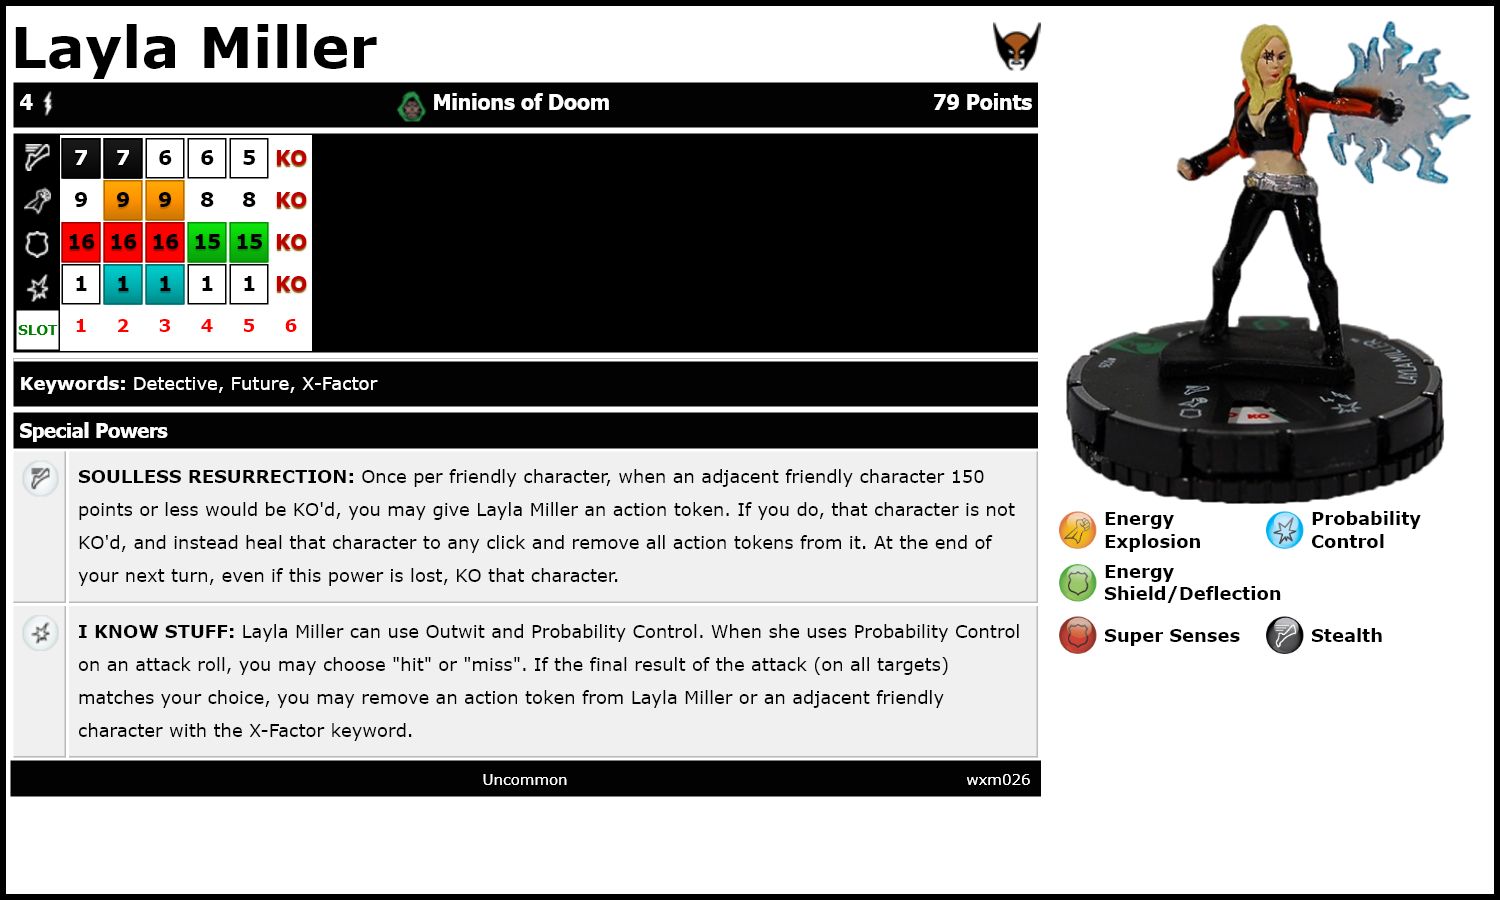 Layla Miller
4 Minions of Doom 79 Points
7 7 6 6 5 KO
9 9 9 8 8 KO
16 16 16 15 15 KO
1 1 1 1 1 KO
SLOT 1 2 3 4 5 6
Keywords: Detective, Future, X-Factor
Special Powers
SOULLESS RESURRECTION: Once per friendly character, when an adjacent friendly character 150
points or less would be KO'd, you may give Layla Miller an action token. If you do, that character is not
KO'd, and instead heal that character to any click and remove all action tokens from it. At the end of
your next turn, even if this power is lost, KO that character.
I KNOW STUFF: Layla Miller can use Outwit and Probability Control. When she uses Probability Control
on an attack roll, you may choose "hit" or "miss". If the final result of the attack (on all targets)
matches your choice, you may remove an action token from Layla Miller or an adjacent friendly
character with the X-Factor keyword.
Uncommon wxm026
LAYLA MILLER
KO
Energy
Explosion
Probability
Control
Energy
Shield/Deflection
Super Senses
Stealth